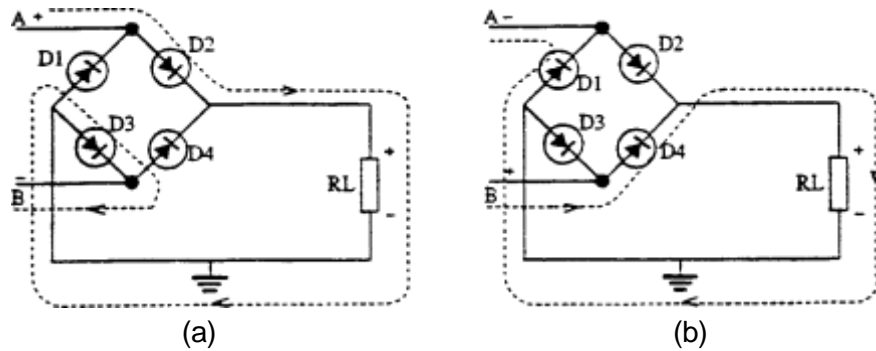 A +
D1
D2
D3
D4
-
B
RL
+
-
(a)
A -
D1
D2
D3
D4
+
B
RL
+
-
(b)